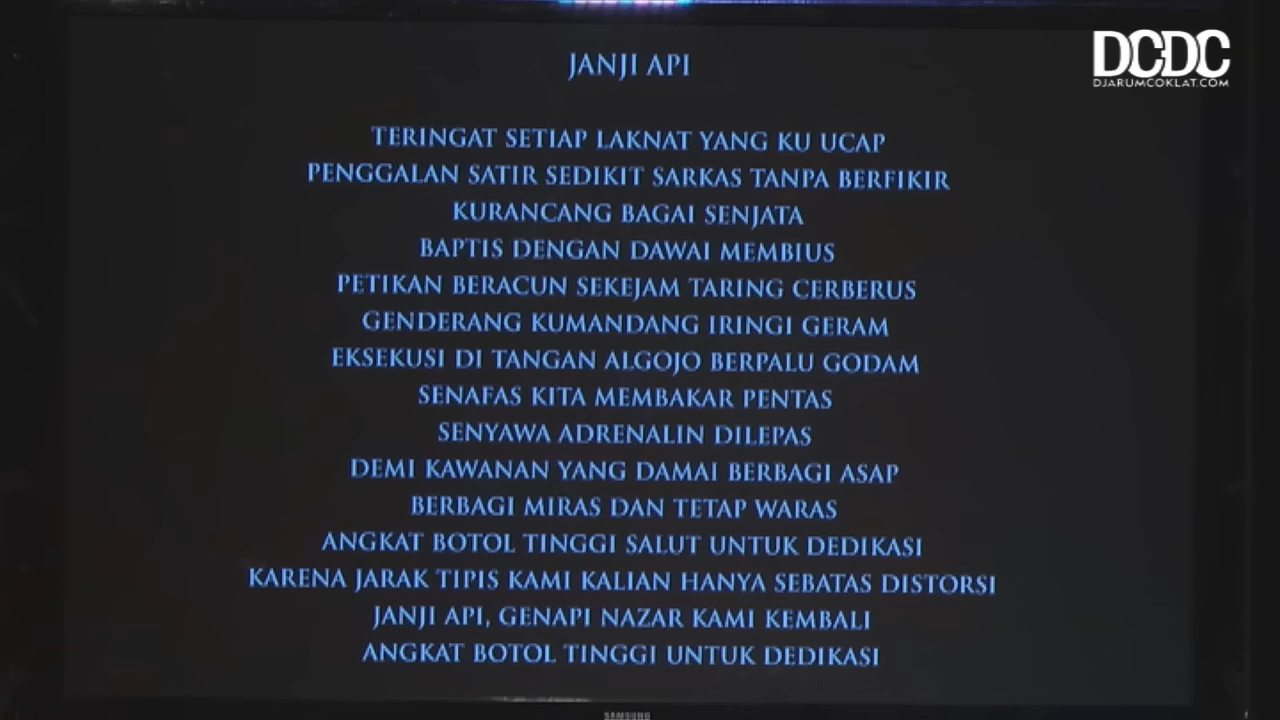 DCDC
DJARUMCOKLAT.COM
JANJI API
TERINGAT SETIAP LAKNAT YANG KU UCAP
PENGGALAN SATIR SEDIKIT SARKAS TANPA BERFIKIR
KURANCANG BAGAI SENJATA
BAPTIS DENGAN DAWAI MEMBIUS
PETIKAN BERACUN SEKEJAM TARING CERBERUS
GENDERANG KUMANDANG IRINGI GERAM
EKSEKUSI DI TANGAN ALGOJO BERPALU GODAM
SENAFAS KITA MEMBAKAR PENTAS
SENYAWA ADRENALIN DILEPAS
DEMI KAWANAN YANG DAMAI BERBAGI ASAP
BERBAGI MIRAS DAN TETAP WARAS
ANGKAT BOTOL TINGGI SALUT UNTUK DEDIKASI
KARENA JARAK TIPIS KAMI KALIAN HANYA SEBATAS DISTORSI
JANJI API, GENAPI NAZAR KAMI KEMBALI
ANGKAT BOTOL TINGGI UNTUK DEDIKASI
SAMSUNG